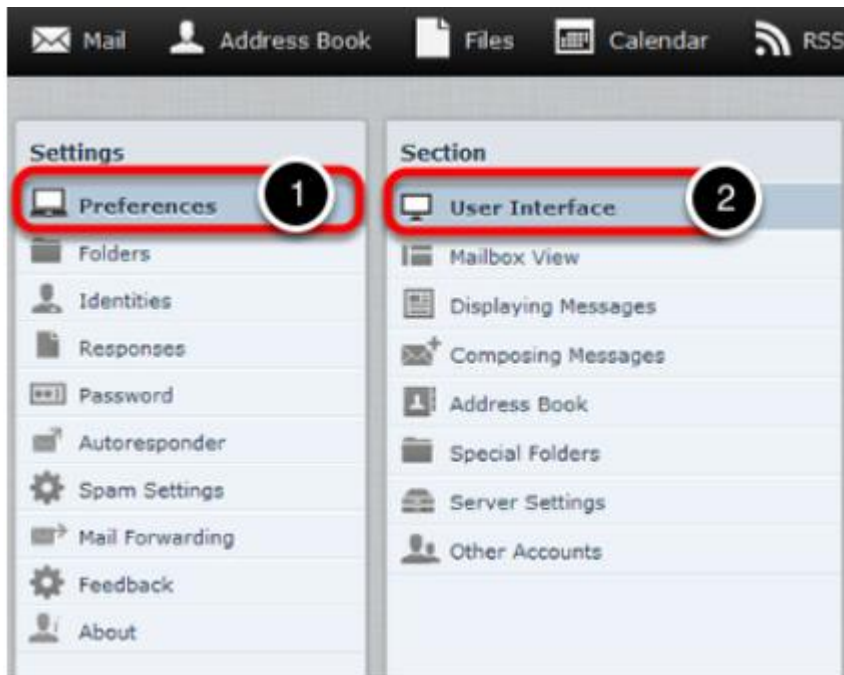 Mail Address Book Files Calendar RSS
Settings
Preferences 1
Folders
Identities
Responses
Password
Autoresponder
Spam Settings
Mail Forwarding
Feedback
About
Section
User Interface 2
Mailbox View
Displaying Messages
Composing Messages
Address Book
Special Folders
Server Settings
Other Accounts